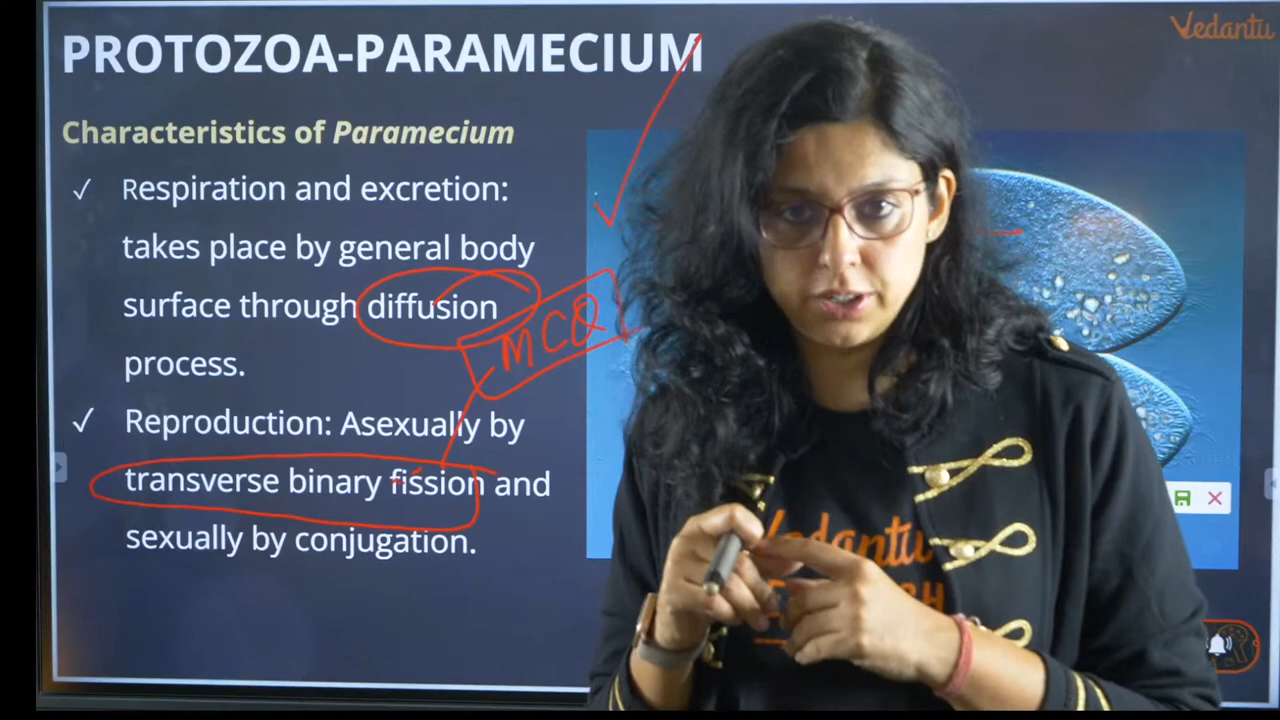 Vedantu
PROTOZOA-PARAMECIUM
Characteristics of Paramecium
✓ Respiration and excretion:
takes place by general body
surface through diffusion
MCQ
process.
✓ Reproduction: Asexually by
transverse binary fission and
sexually by conjugation.
Vedantu